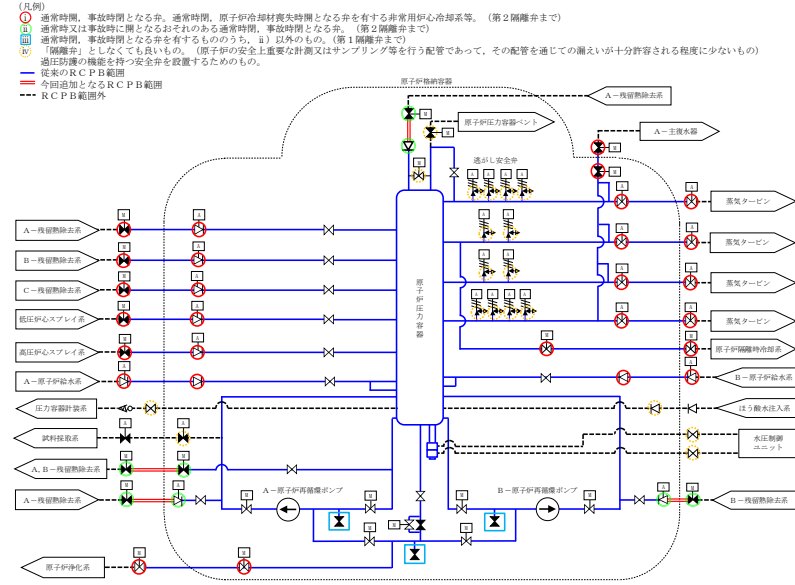 (凡例)
i 通常時開，事故時閉となる弁。通常時閉，原子炉冷却材喪失時開となる弁を有する非常用炉心冷却系等。（第２隔離弁まで）
ii 通常時又は事故時に開となるおそれのある通常時閉，事故時閉となる弁。（第２隔離弁まで）
iii 通常時閉，事故時閉となる弁を有するもののうち，ⅱ）以外のもの。（第１隔離弁まで）
iv 「隔離弁」としなくても良いもの。（原子炉の安全上重要な計測又はサンプリング等を行う配管であって，その配管を通じての漏えいが十分許容される程度に少ないもの）
過圧防護の機能を持つ安全弁を設置するためのもの。
従来のＲＣＰＢ範囲
今回追加となるＲＣＰＢ範囲
ＲＣＰＢ範囲外
原子炉格納容器
Ａ－残留熱除去系
原子炉圧力容器ベント
Ａ－主復水器
逃がし安全弁
蒸気タービン
蒸気タービン
蒸気タービン
蒸気タービン
原子炉隔離時冷却系
Ｂ－原子炉給水系
ほう酸水注入系
水圧制御
ユニット
Ｂ－残留熱除去系
Ａ－残留熱除去系
Ｂ－残留熱除去系
Ｃ－残留熱除去系
低圧炉心スプレイ系
高圧炉心スプレイ系
Ａ－原子炉給水系
圧力容器計装系
試料採取系
Ａ，Ｂ－残留熱除去系
Ａ－残留熱除去系
原子炉浄化系
原子炉圧力容器
Ａ－原子炉再循環ポンプ
Ｂ－原子炉再循環ポンプ